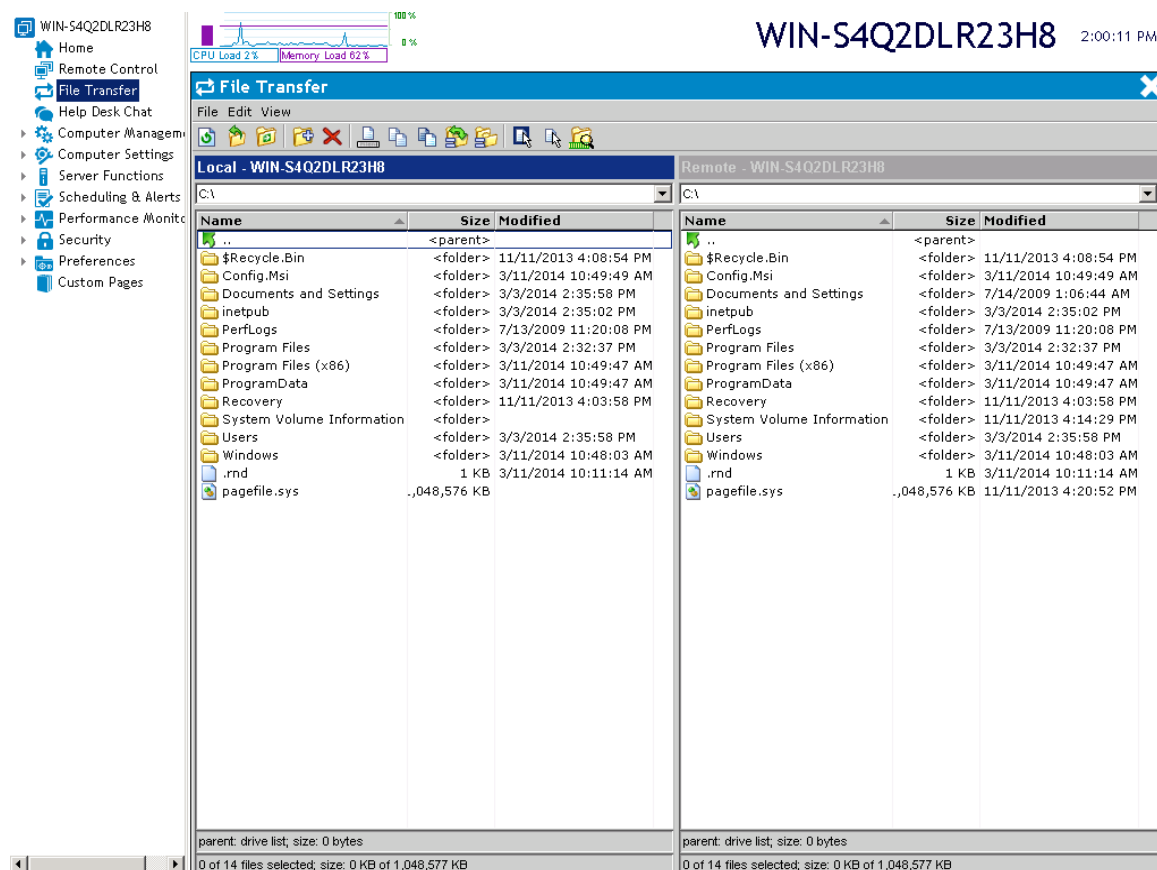 WIN-S4Q2DLR23H8
Home
Remote Control
File Transfer
Help Desk Chat
Computer Managem
Computer Settings
Server Functions
Scheduling & Alerts
Performance Monito
Security
Preferences
Custom Pages
100 %
0 %
CPU Load 2% Memory Load 62%
WIN-S4Q2DLR23H8 2:00:11 PM
File Transfer
File Edit View
Local - WIN-S4Q2DLR23H8
C:\
Name Size Modified
.. <parent>
$Recycle.Bin <folder> 11/11/2013 4:08:54 PM
Config.Msi <folder> 3/11/2014 10:49:49 AM
Documents and Settings <folder> 3/3/2014 2:35:58 PM
inetpub <folder> 3/3/2014 2:35:02 PM
PerfLogs <folder> 7/13/2009 11:20:08 PM
Program Files <folder> 3/3/2014 2:32:37 PM
Program Files (x86) <folder> 3/11/2014 10:49:47 AM
ProgramData <folder> 3/11/2014 10:49:47 AM
Recovery <folder> 11/11/2013 4:03:58 PM
System Volume Information <folder>
Users <folder> 3/3/2014 2:35:58 PM
Windows <folder> 3/11/2014 10:48:03 AM
.rnd 1 KB 3/11/2014 10:11:14 AM
pagefile.sys .,048,576 KB
parent: drive list; size: 0 bytes
0 of 14 files selected; size: 0 KB of 1,048,577 KB
Remote - WIN-S4Q2DLR23H8
C:\
Name Size Modified
.. <parent>
$Recycle.Bin <folder> 11/11/2013 4:08:54 PM
Config.Msi <folder> 3/11/2014 10:49:49 AM
Documents and Settings <folder> 7/14/2009 1:06:44 AM
inetpub <folder> 3/3/2014 2:35:02 PM
PerfLogs <folder> 7/13/2009 11:20:08 PM
Program Files <folder> 3/3/2014 2:32:37 PM
Program Files (x86) <folder> 3/11/2014 10:49:47 AM
ProgramData <folder> 3/11/2014 10:49:47 AM
Recovery <folder> 11/11/2013 4:03:58 PM
System Volume Information <folder> 11/11/2013 4:14:29 PM
Users <folder> 3/3/2014 2:35:58 PM
Windows <folder> 3/11/2014 10:48:03 AM
.rnd 1 KB 3/11/2014 10:11:14 AM
pagefile.sys .,048,576 KB 11/11/2013 4:20:52 PM
parent: drive list; size: 0 bytes
0 of 14 files selected; size: 0 KB of 1,048,577 KB